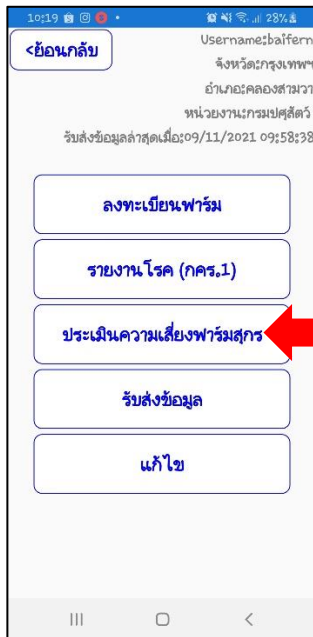 10:19
28%
<ย้อนกลับ
Username:baifern
จังหวัด:กรุงเทพฯ
อำเภอ:คลองสามวา
หน่วยงาน:กรมปศุสัตว์
รับส่งข้อมูลล่าสุดเมื่อ:09/11/2021 09:58:38
ลงทะเบียนฟาร์ม
รายงานโรค (กคร.1)
ประเมินความเสี่ยงฟาร์มสุกร
รับส่งข้อมูล
แก้ไข